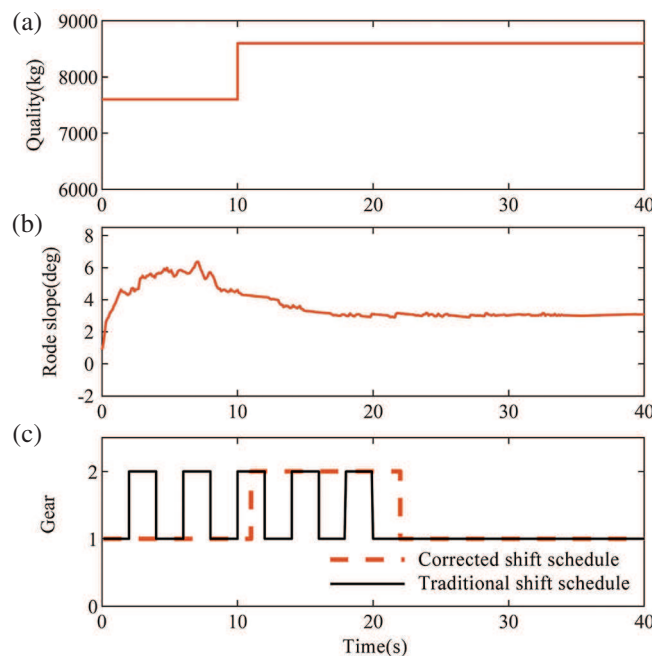 (a)
9000
8000
7000
6000
Quality(kg)
0 10 20 30 40
(b)
8
6
4
2
0
-2
Rode slope(deg)
0 10 20 30 40
(c)
2
1
0
Gear
Corrected shift schedule
Traditional shift schedule
0 10 20 30 40
Time(s)